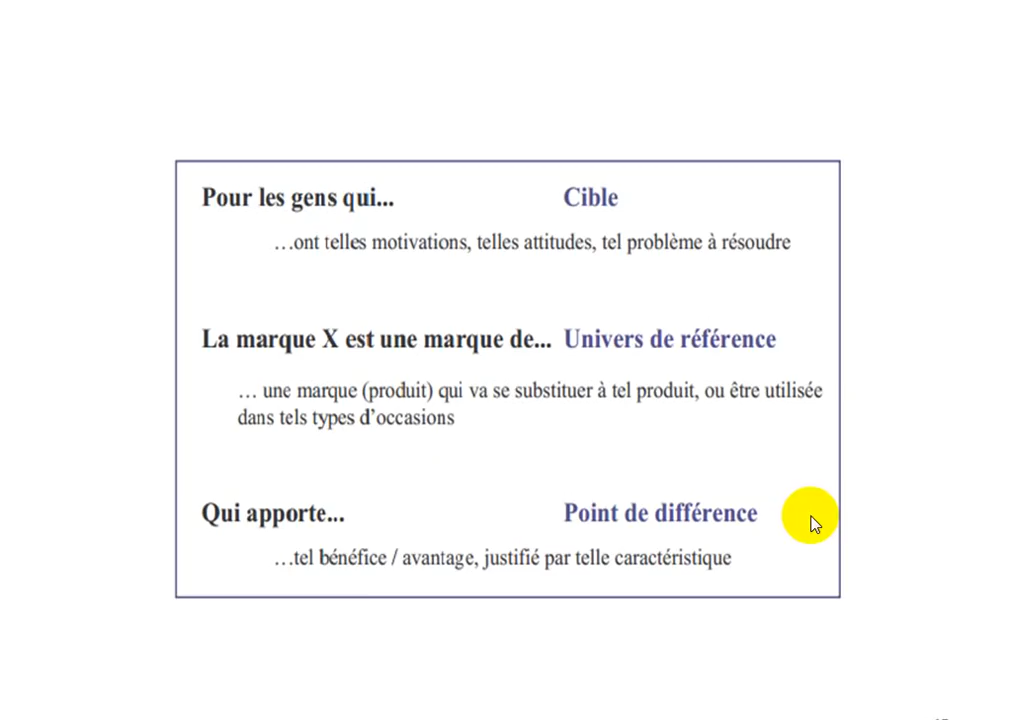 Pour les gens qui... Cible
…ont telles motivations, telles attitudes, tel problème à résoudre
La marque X est une marque de... Univers de référence
… une marque (produit) qui va se substituer à tel produit, ou être utilisée
dans tels types d’occasions
Qui apporte... Point de différence
…tel bénéfice / avantage, justifié par telle caractéristique